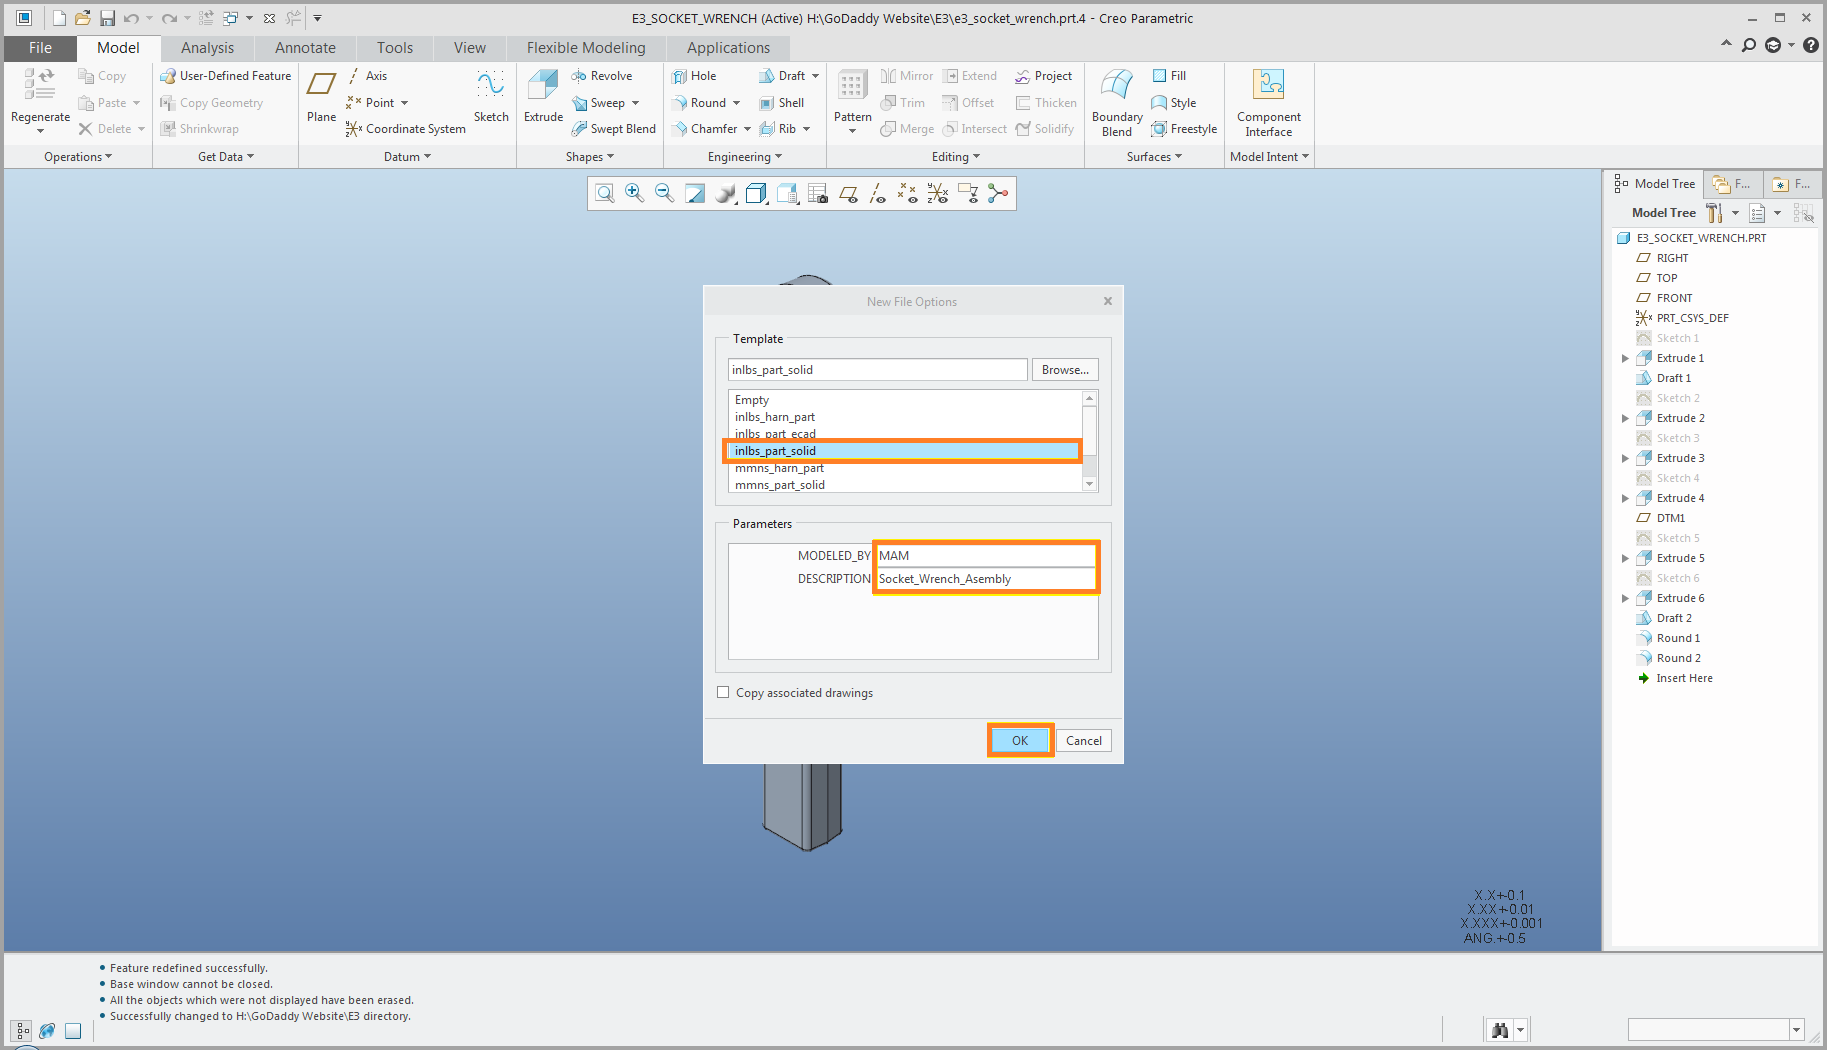 E3_SOCKET_WRENCH (Active) H:\GoDaddy Website\E3\e3_socket_wrench.prt.4 - Creo Parametric
File Model Analysis Annotate Tools View Flexible Modeling Applications
Regenerate
Copy
Paste
Delete
Operations
User-Defined Feature
Copy Geometry
Shrinkwrap
Get Data
Plane
Axis
Point
Coordinate System
Sketch
Datum
Extrude
Revolve
Sweep
Swept Blend
Shapes
Hole
Round
Chamfer
Draft
Shell
Rib
Engineering
Pattern
Mirror
Trim
Merge
Extend
Offset
Intersect
Project
Thicken
Solidify
Editing
Boundary
Blend
Fill
Style
Freestyle
Surfaces
Component
Interface
Model Intent
Model Tree F... F...
Model Tree
E3_SOCKET_WRENCH.PRT
RIGHT
TOP
FRONT
PRT_CSYS_DEF
Sketch 1
Extrude 1
Draft 1
Sketch 2
Extrude 2
Sketch 3
Extrude 3
Sketch 4
Extrude 4
DTM1
Sketch 5
Extrude 5
Sketch 6
Extrude 6
Draft 2
Round 1
Round 2
Insert Here
New File Options
Template
inlbs_part_solid
Browse...
Empty
inlbs_harn_part
inlbs_part_ecad
inlbs_part_solid
mmns_harn_part
mmns_part_solid
Parameters
MODELED_BY MAM
DESCRIPTION Socket_Wrench_Asembly
Copy associated drawings
OK Cancel
X.X+-0.1
X.XX+-0.01
X.XXX+-0.001
ANG.+-0.5
Feature redefined successfully.
Base window cannot be closed.
All the objects which were not displayed have been erased.
Successfully changed to H:\GoDaddy Website\E3 directory.